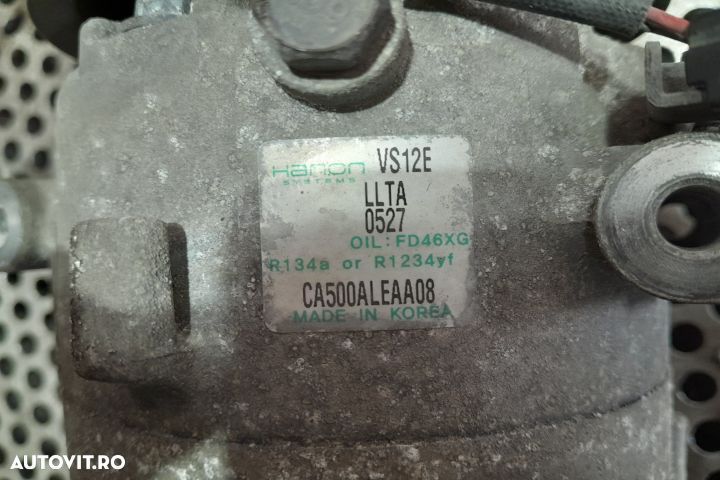 Hanon VS12E
SYSTEMS
LLTA
0527
OIL: FD46XG
R134a or R1234yf
CA500ALEAA08
MADE IN KOREA
AUTOVIT.RO